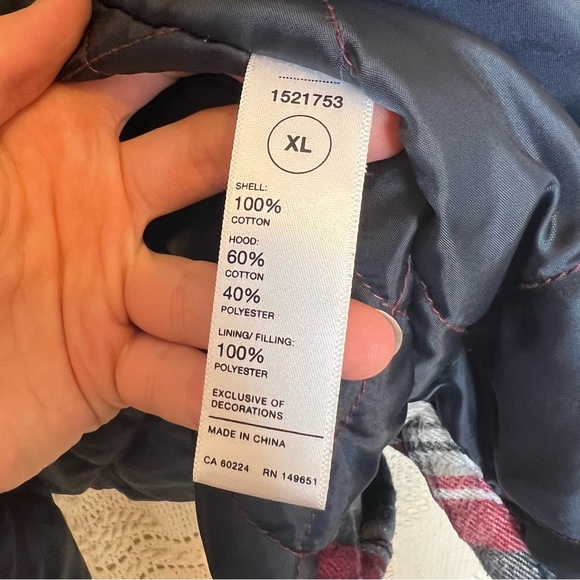 1521753
XL
SHELL:
100%
COTTON
HOOD:
60%
COTTON
40%
POLYESTER
LINING/ FILLING:
100%
POLYESTER
EXCLUSIVE OF
DECORATIONS
MADE IN CHINA
CA 60224 RN 149651